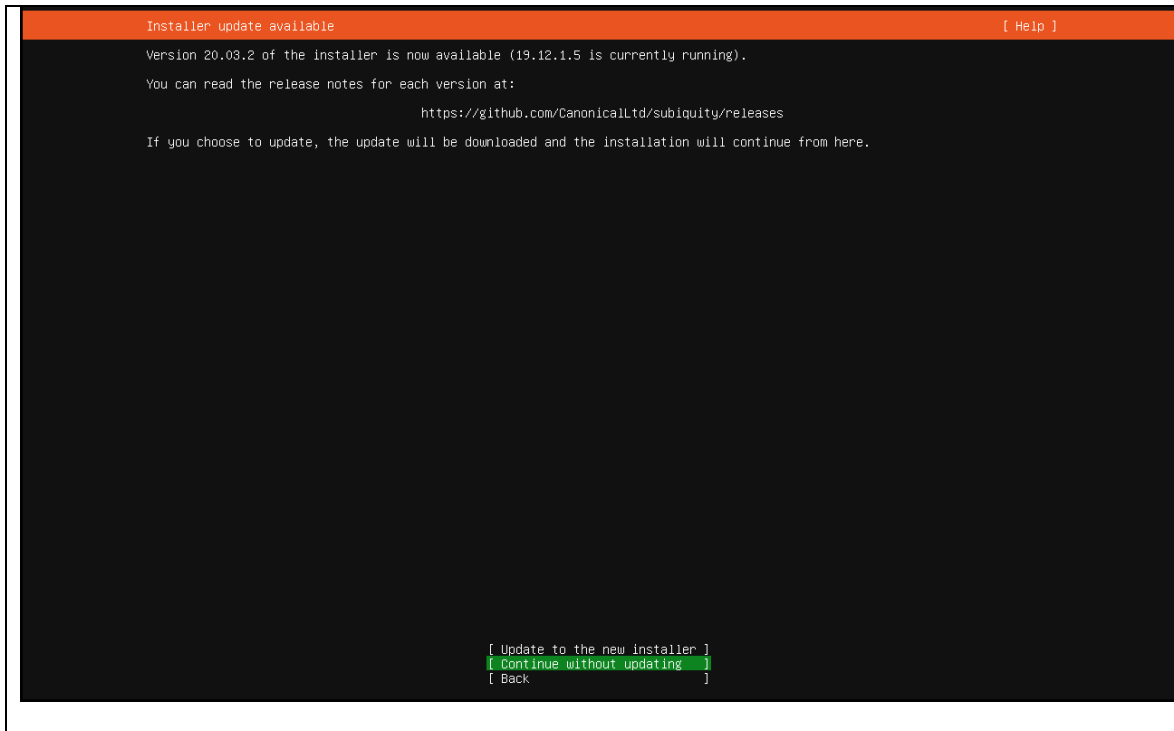 Installer update available [ Help ]
Version 20.03.2 of the installer is now available (19.12.1.5 is currently running).
You can read the release notes for each version at:
https://github.com/CanonicalLtd/subiquity/releases
If you choose to update, the update will be downloaded and the installation will continue from here.
[ Update to the new installer ]
[ Continue without updating ]
[ Back ]